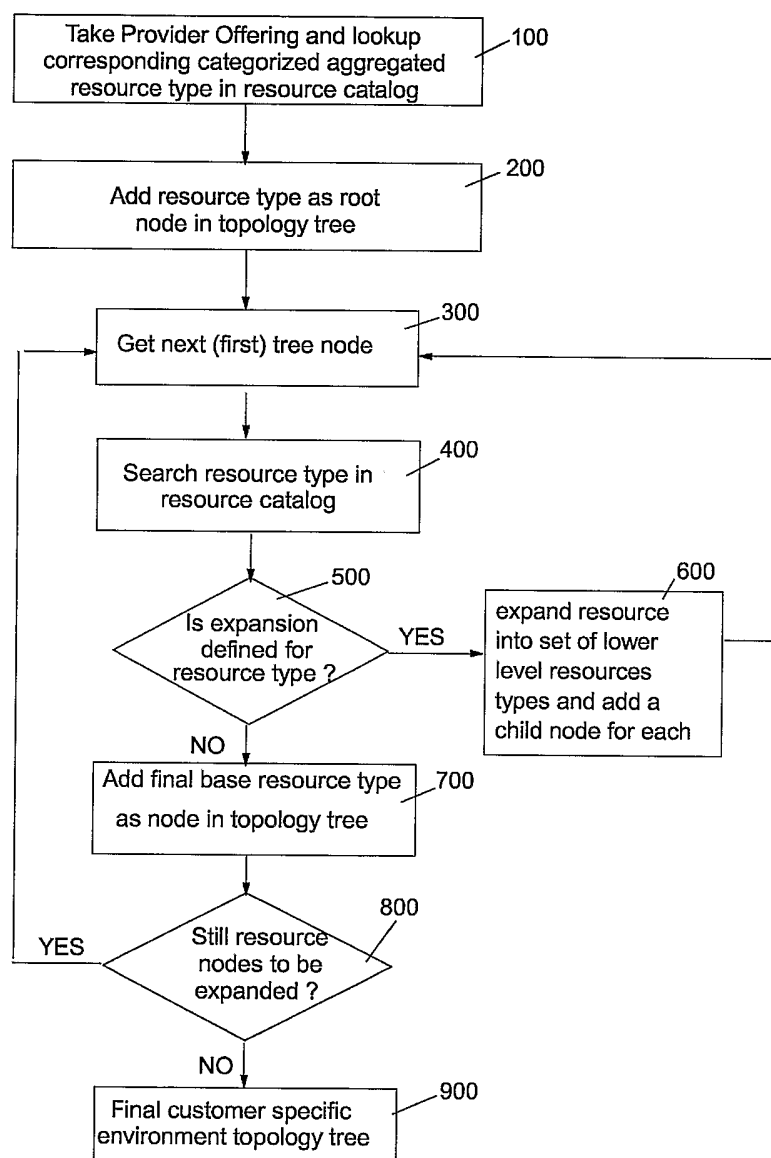 Take Provider Offering and lookup
corresponding categorized aggregated
resource type in resource catalog
100
Add resource type as root
node in topology tree
200
Get next (first) tree node
300
Search resource type in
resource catalog
400
Is expansion
defined for
resource type ?
500
YES
NO
expand resource
into set of lower
level resources
types and add a
child node for each
600
Add final base resource type
as node in topology tree
700
Still resource
nodes to be
expanded ?
800
YES
NO
Final customer specific
environment topology tree
900